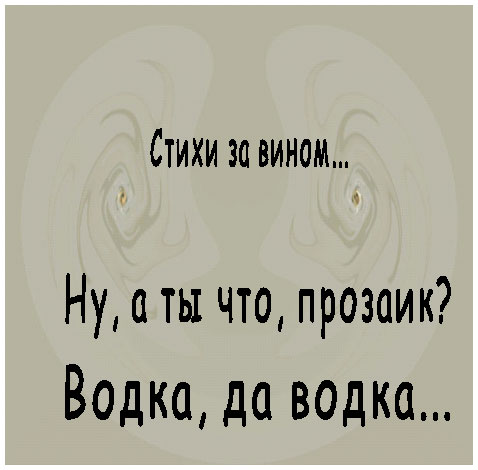 Стихи за вином...
Ну, а ты что, прозаик?
Водка, да водка...